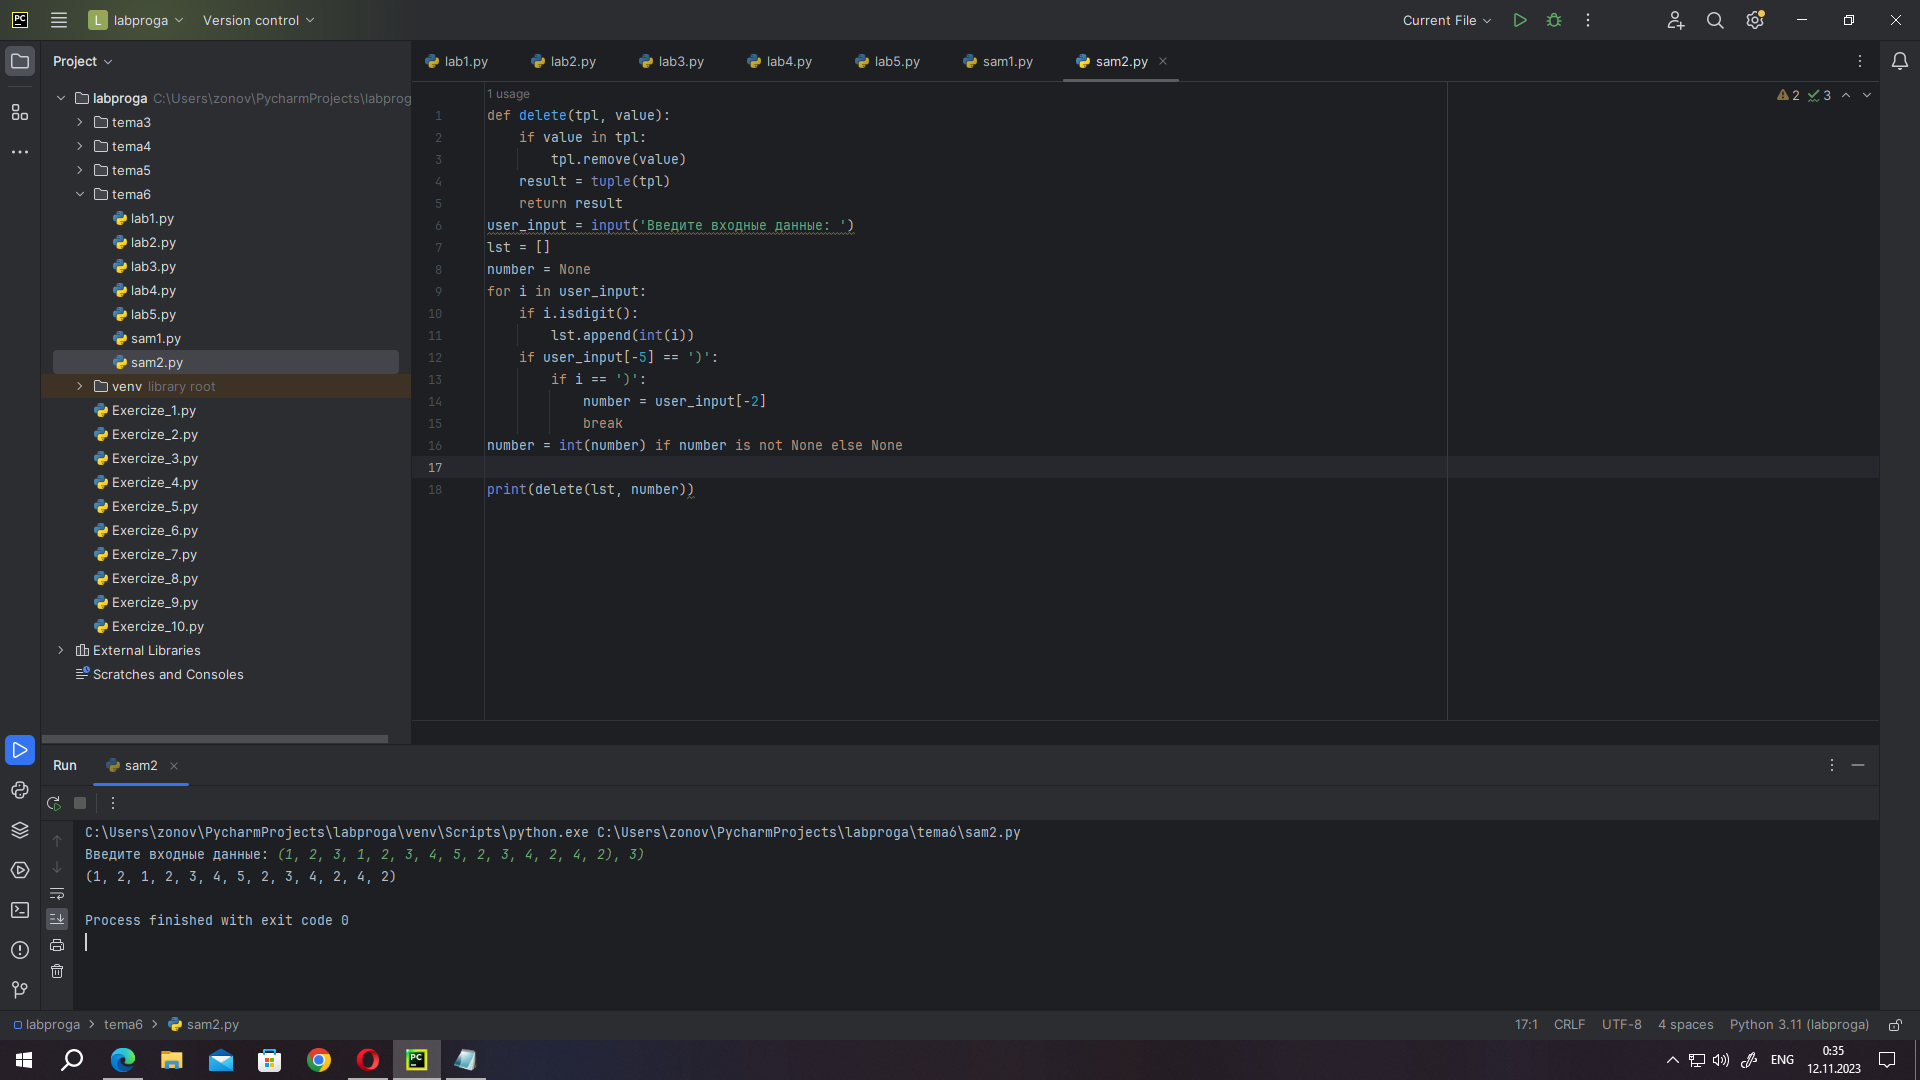 PC
L labproga
Version control
Current File
Project
lab1.py
lab2.py
lab3.py
lab4.py
lab5.py
sam1.py
sam2.py
labproga C:\Users\zonov\PycharmProjects\labprog
tema3
tema4
tema5
tema6
lab1.py
lab2.py
lab3.py
lab4.py
lab5.py
sam1.py
sam2.py
venv library root
Exercize_1.py
Exercize_2.py
Exercize_3.py
Exercize_4.py
Exercize_5.py
Exercize_6.py
Exercize_7.py
Exercize_8.py
Exercize_9.py
Exercize_10.py
External Libraries
Scratches and Consoles
1 usage
2 3
1 def delete(tpl, value):
2 if value in tpl:
3 tpl.remove(value)
4 result = tuple(tpl)
5 return result
6 user_input = input('Введите входные данные: ')
7 lst = []
8 number = None
9 for i in user_input:
10 if i.isdigit():
11 lst.append(int(i))
12 if user_input[-5] == ')':
13 if i == ')':
14 number = user_input[-2]
15 break
16 number = int(number) if number is not None else None
17
18 print(delete(lst, number))
Run
sam2
C:\Users\zonov\PycharmProjects\labproga\venv\Scripts\python.exe C:\Users\zonov\PycharmProjects\labproga\tema6\sam2.py
Введите входные данные: (1, 2, 3, 1, 2, 3, 4, 5, 2, 3, 4, 2, 4, 2), 3)
(1, 2, 1, 2, 3, 4, 5, 2, 3, 4, 2, 4, 2)
Process finished with exit code 0
labproga > tema6 > sam2.py
17:1 CRLF UTF-8 4 spaces Python 3.11 (labproga)
PC
ENG
0:35
12.11.2023